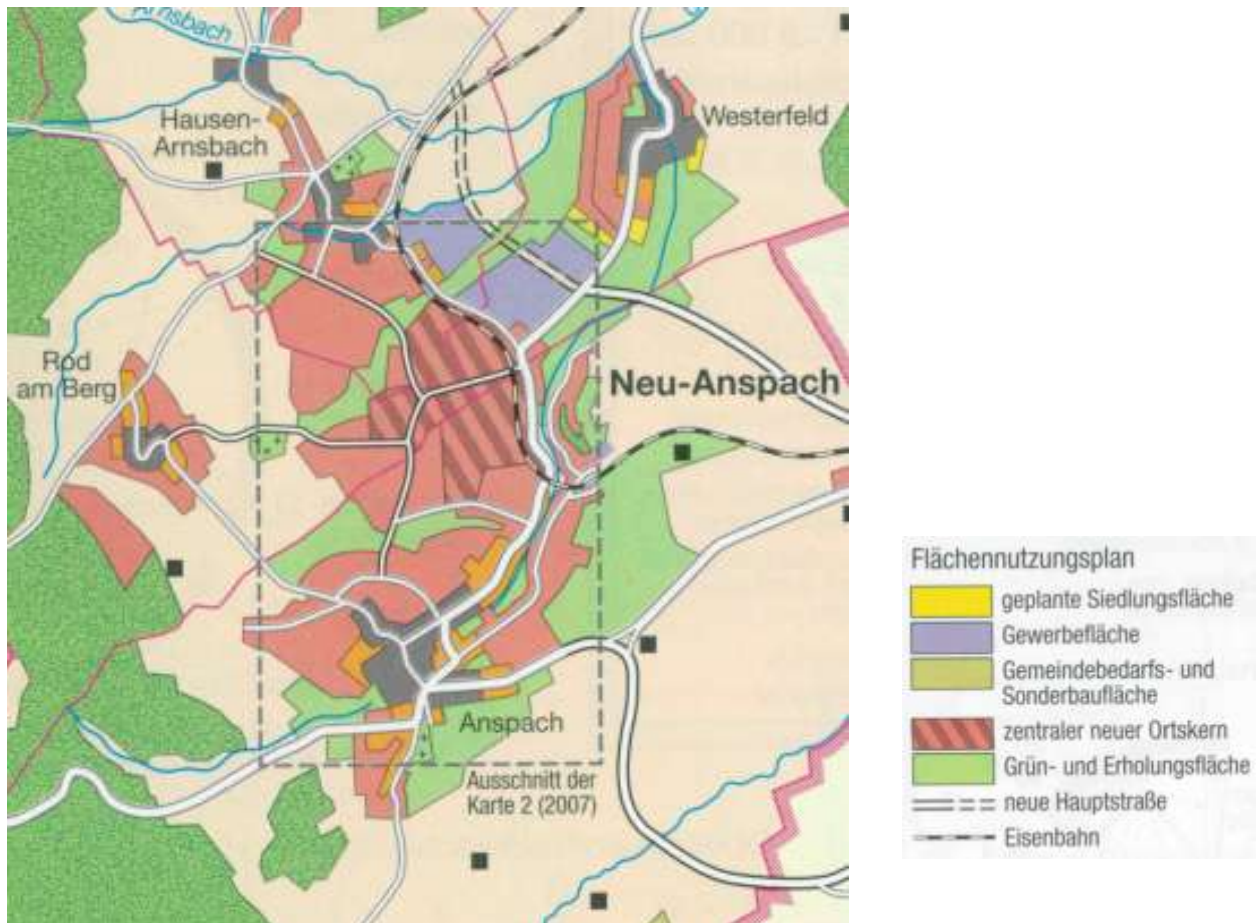 Arnsbach
Hausen-
Arnsbach
Westerfeld
Rod
am Berg
Neu-Anspach
Anspach
Ausschnitt der
Karte 2 (2007)
Flächennutzungsplan
geplante Siedlungsfläche
Gewerbefläche
Gemeindebedarfs- und
Sonderbaufläche
zentraler neuer Ortskern
Grün- und Erholungsfläche
neue Hauptstraße
Eisenbahn